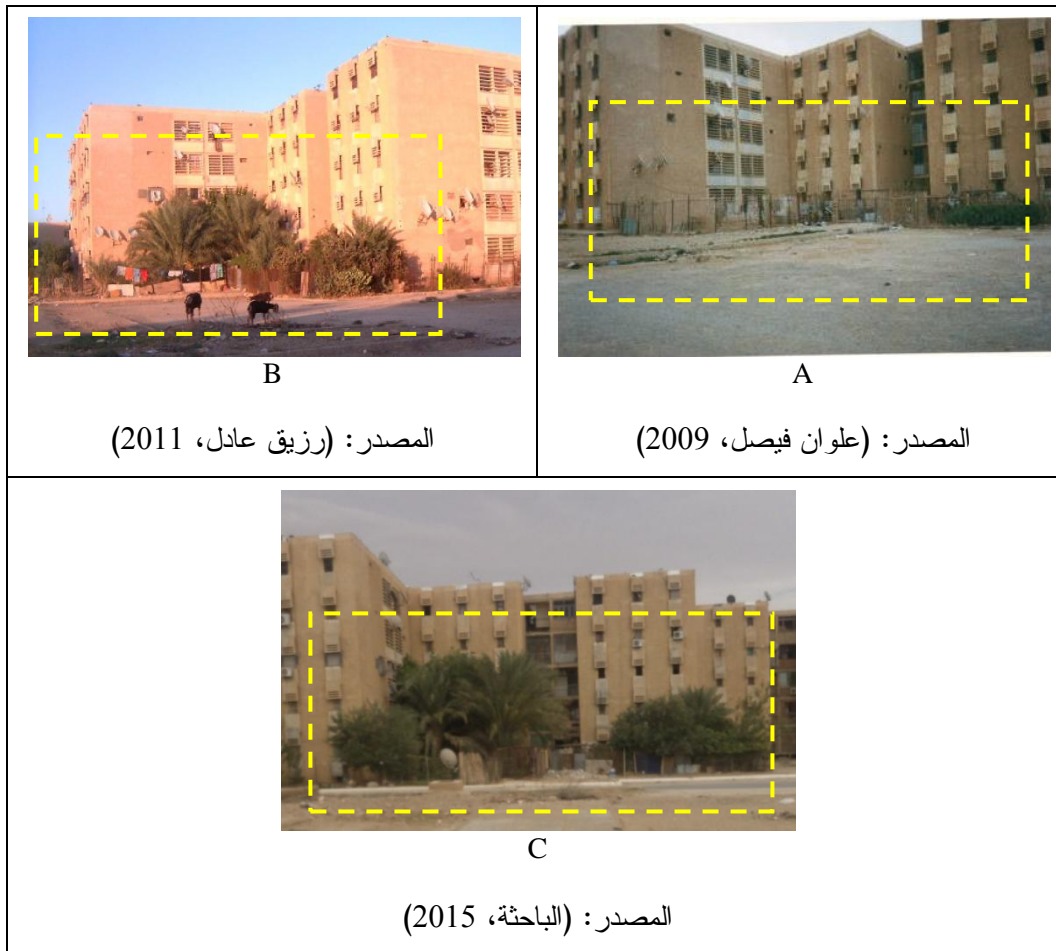 A
المصدر: (علوان فيصل، 2009)
B
المصدر: (رزيق عادل، 2011)
C
المصدر: (الباحثة، 2015)